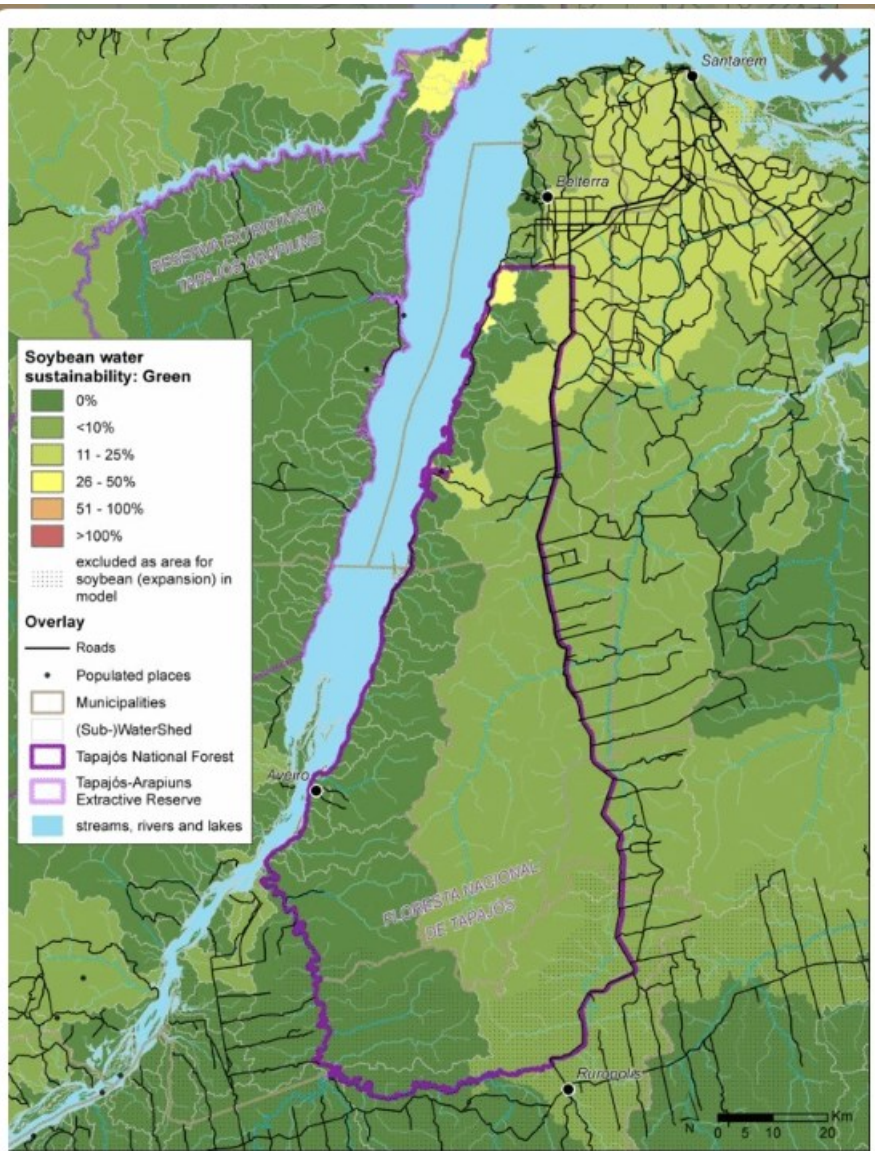 Santarem
Belterra
RESERVA EXTRATIVISTA
TAPAJÓS ARAPIUNS
Soybean water
sustainability: Green
0%
<10%
11 - 25%
26 - 50%
51 - 100%
>100%
excluded as area for
soybean (expansion) in
model
Overlay
Roads
Populated places
Municipalities
(Sub-)WaterShed
Tapajós National Forest
Tapajós-Arapiuns
Extractive Reserve
streams, rivers and lakes
Aveiro
FLORESTA NACIONAL
DE TAPAJÓS
Ruropolis
N
Km
0 5 10 20